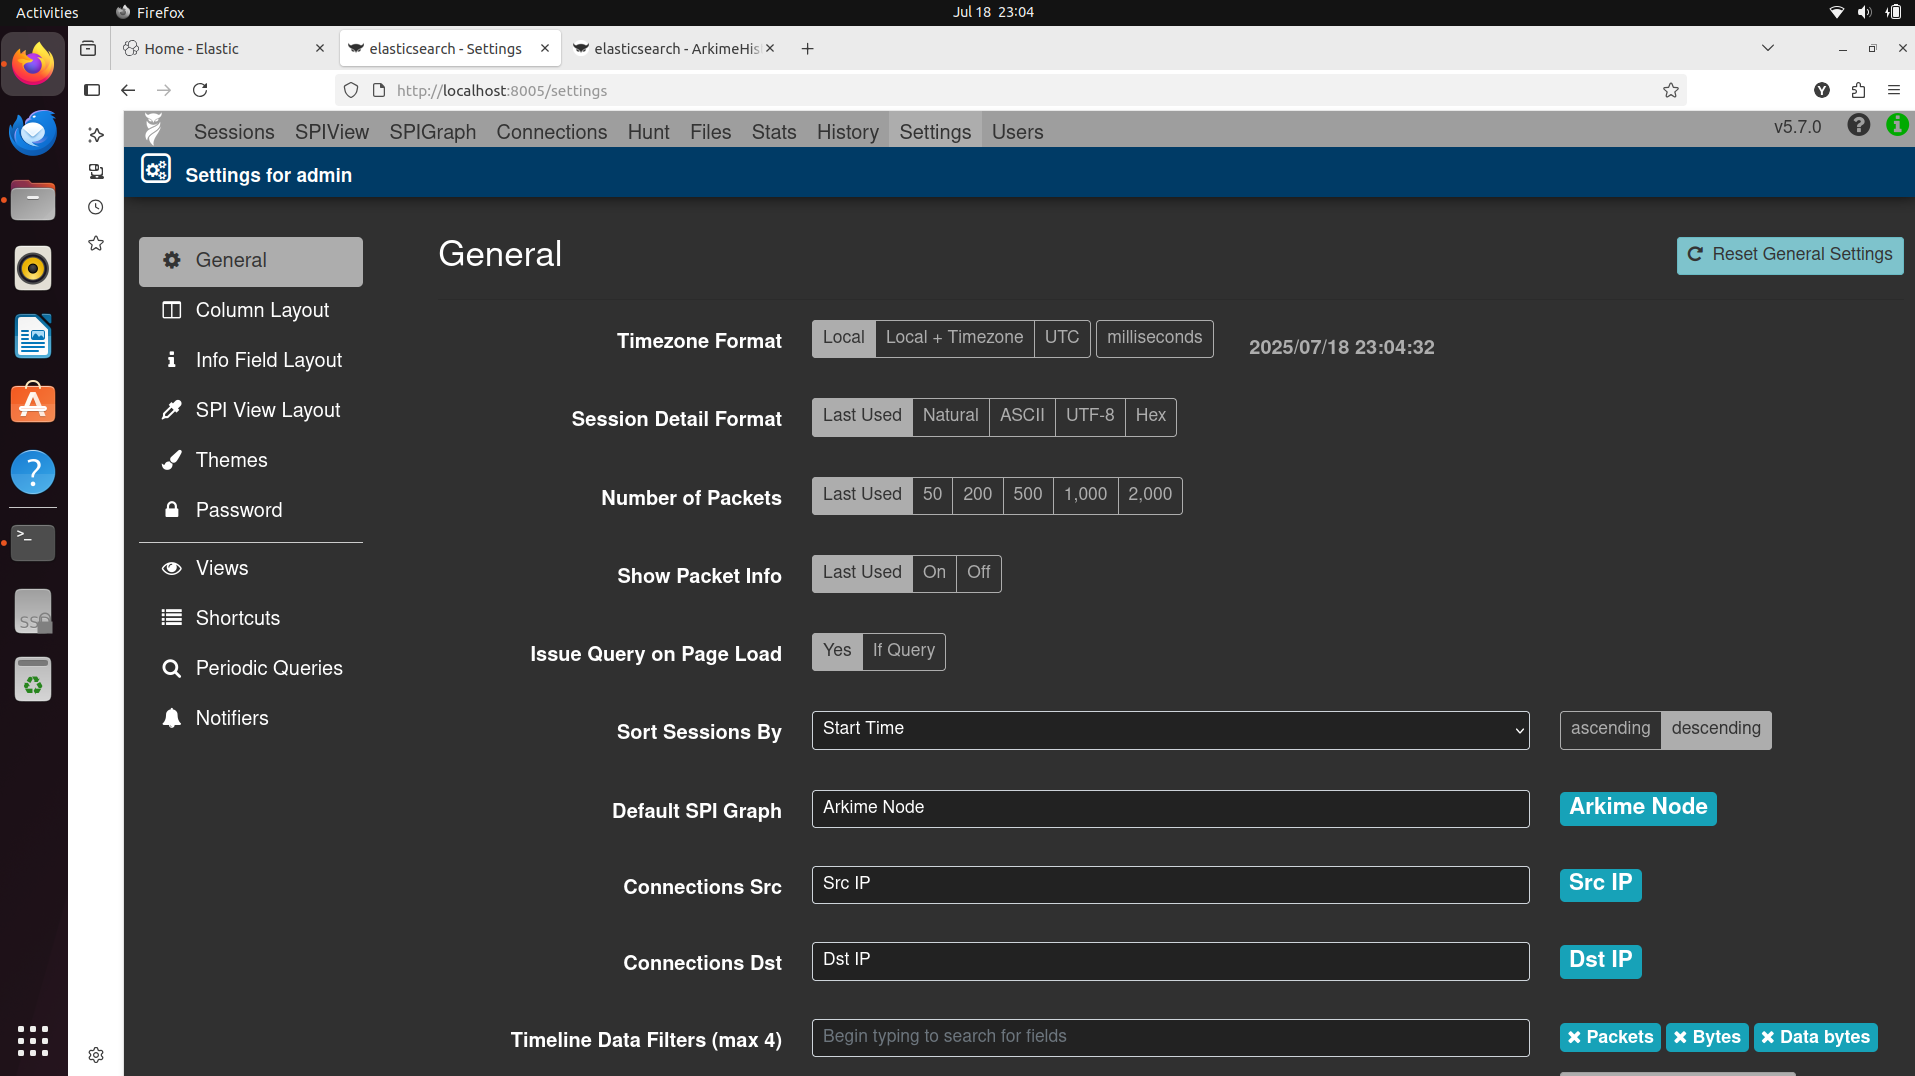 Activities Firefox Jul 18 23:04
Home - Elastic elasticsearch - Settings elasticsearch - ArkimeHis
http://localhost:8005/settings
Sessions SPIView SPIGraph Connections Hunt Files Stats History Settings Users v5.7.0
Settings for admin
General
General
Reset General Settings
Column Layout
Info Field Layout
SPI View Layout
Themes
Password
Views
Shortcuts
Periodic Queries
Notifiers
Timezone Format Local Local + Timezone UTC milliseconds 2025/07/18 23:04:32
Session Detail Format Last Used Natural ASCII UTF-8 Hex
Number of Packets Last Used 50 200 500 1,000 2,000
Show Packet Info Last Used On Off
Issue Query on Page Load Yes If Query
Sort Sessions By Start Time ascending descending
Default SPI Graph Arkime Node Arkime Node
Connections Src Src IP Src IP
Connections Dst Dst IP Dst IP
Timeline Data Filters (max 4) Begin typing to search for fields Packets Bytes Data bytes